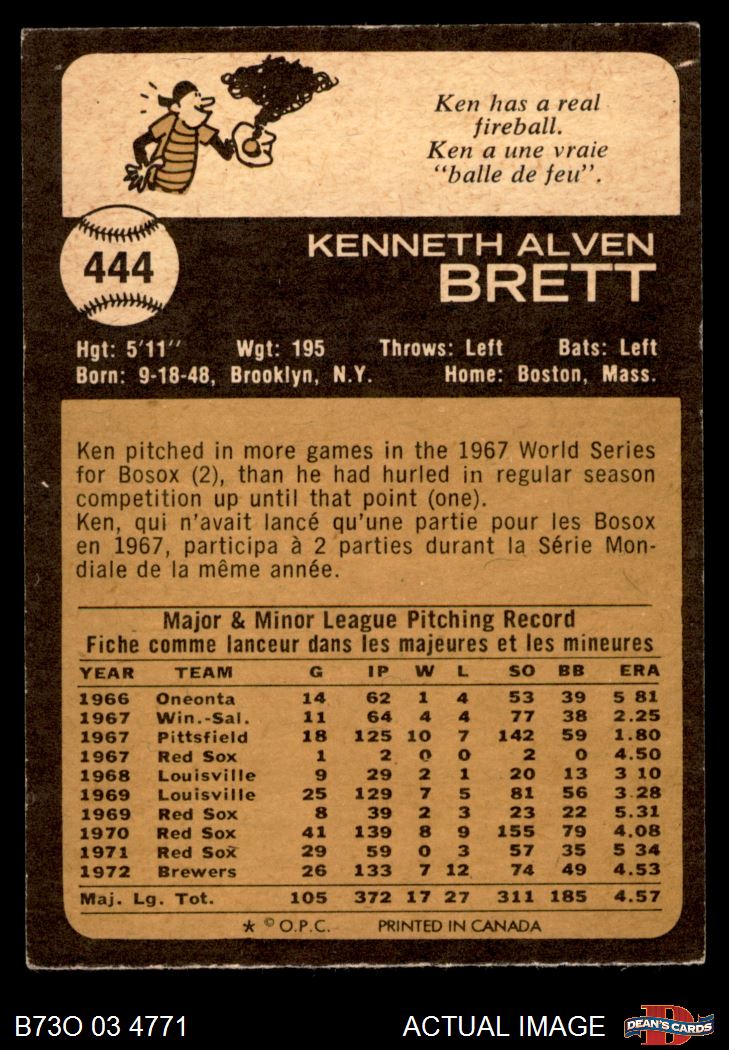 Ken has a real
fireball.
Ken a une vraie
"balle de feu".
444
KENNETH ALVEN
BRETT
Hgt: 5'11" Wgt: 195 Throws: Left Bats: Left
Born: 9-18-48, Brooklyn, N.Y. Home: Boston, Mass.
Ken pitched in more games in the 1967 World Series
for Bosox (2), than he had hurled in regular season
competition up until that point (one).
Ken, qui n'avait lancé qu'une partie pour les Bosox
en 1967, participa à 2 parties durant la Série Mon-
diale de la même année.
Major & Minor League Pitching Record
Fiche comme lanceur dans les majeures et les mineures
YEAR TEAM G IP W L SO BB ERA
1966 Oneonta 14 62 1 4 53 39 5 81
1967 Win.-Sal. 11 64 4 4 77 38 2.25
1967 Pittsfield 18 125 10 7 142 59 1.80
1967 Red Sox 1 2 0 0 2 0 4.50
1968 Louisville 9 29 2 1 20 13 3 10
1969 Louisville 25 129 7 5 81 56 3.28
1969 Red Sox 8 39 2 3 23 22 5.31
1970 Red Sox 41 139 8 9 155 79 4.08
1971 Red Sox 29 59 0 3 57 35 5 34
1972 Brewers 26 133 7 12 74 49 4.53
Maj. Lg. Tot. 105 372 17 27 311 185 4.57
* © O.P.C. PRINTED IN CANADA
B73O 03 4771 ACTUAL IMAGE
D
DEAN'S CARDS